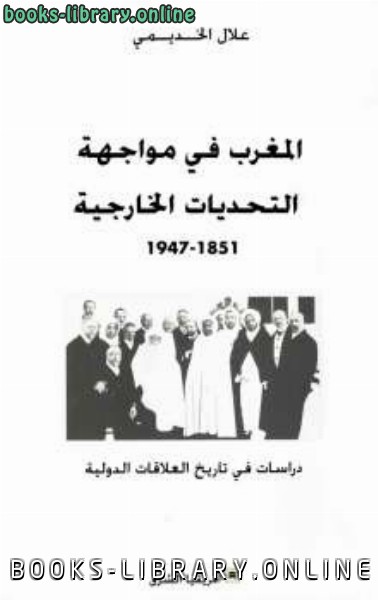 books-library.online
علال الخديمي
المغرب في مواجهة
التحديات الخارجية
1947-1851
دراسات في تاريخ العلاقات الدولية
BOOKS-LIBRARY.ONLINE